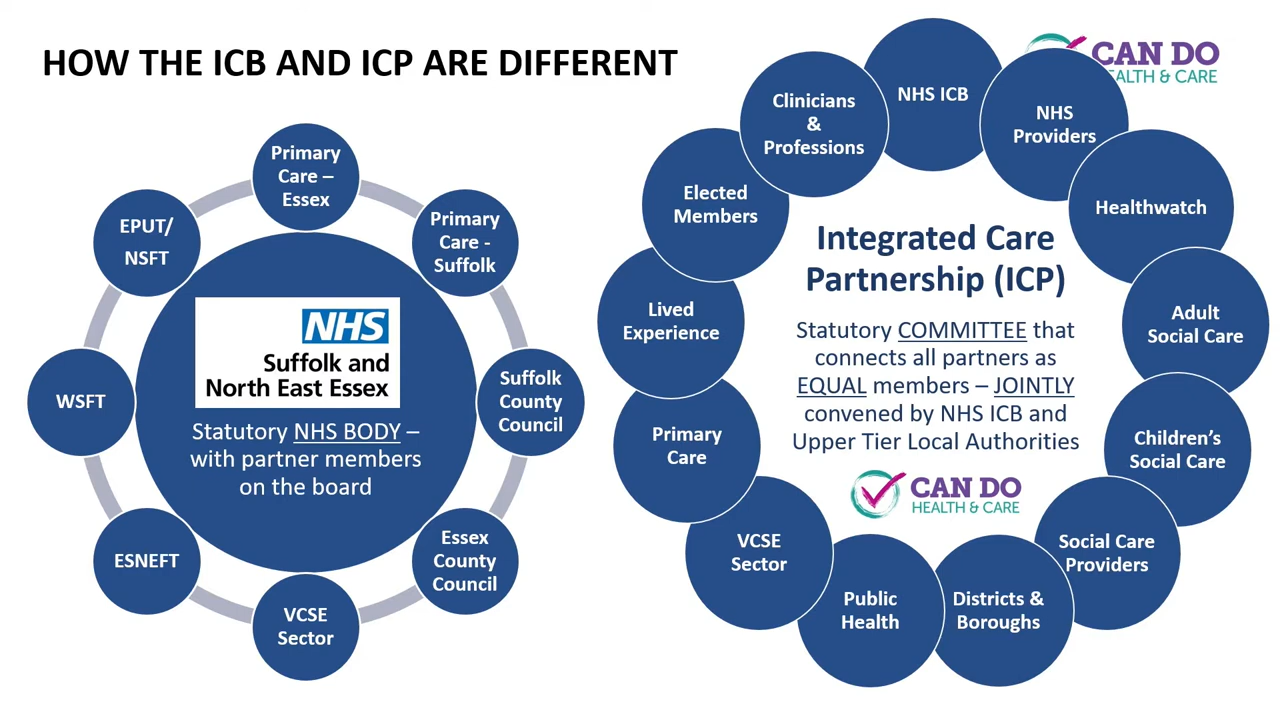 HOW THE ICB AND ICP ARE DIFFERENT
Primary
Care –
Essex
Primary
Care -
Suffolk
Suffolk
County
Council
Essex
County
Council
VCSE
Sector
ESNEFT
WSFT
EPUT/
NSFT
NHS
Suffolk and
North East Essex
Statutory NHS BODY –
with partner members
on the board
CAN DO
HEALTH & CARE
NHS ICB
NHS
Providers
Healthwatch
Adult
Social Care
Children's
Social Care
Social Care
Providers
Districts &
Boroughs
Public
Health
VCSE
Sector
Primary
Care
Lived
Experience
Elected
Members
Clinicians
&
Professions
Integrated Care
Partnership (ICP)
Statutory COMMITTEE that
connects all partners as
EQUAL members – JOINTLY
convened by NHS ICB and
Upper Tier Local Authorities
CAN DO
HEALTH & CARE